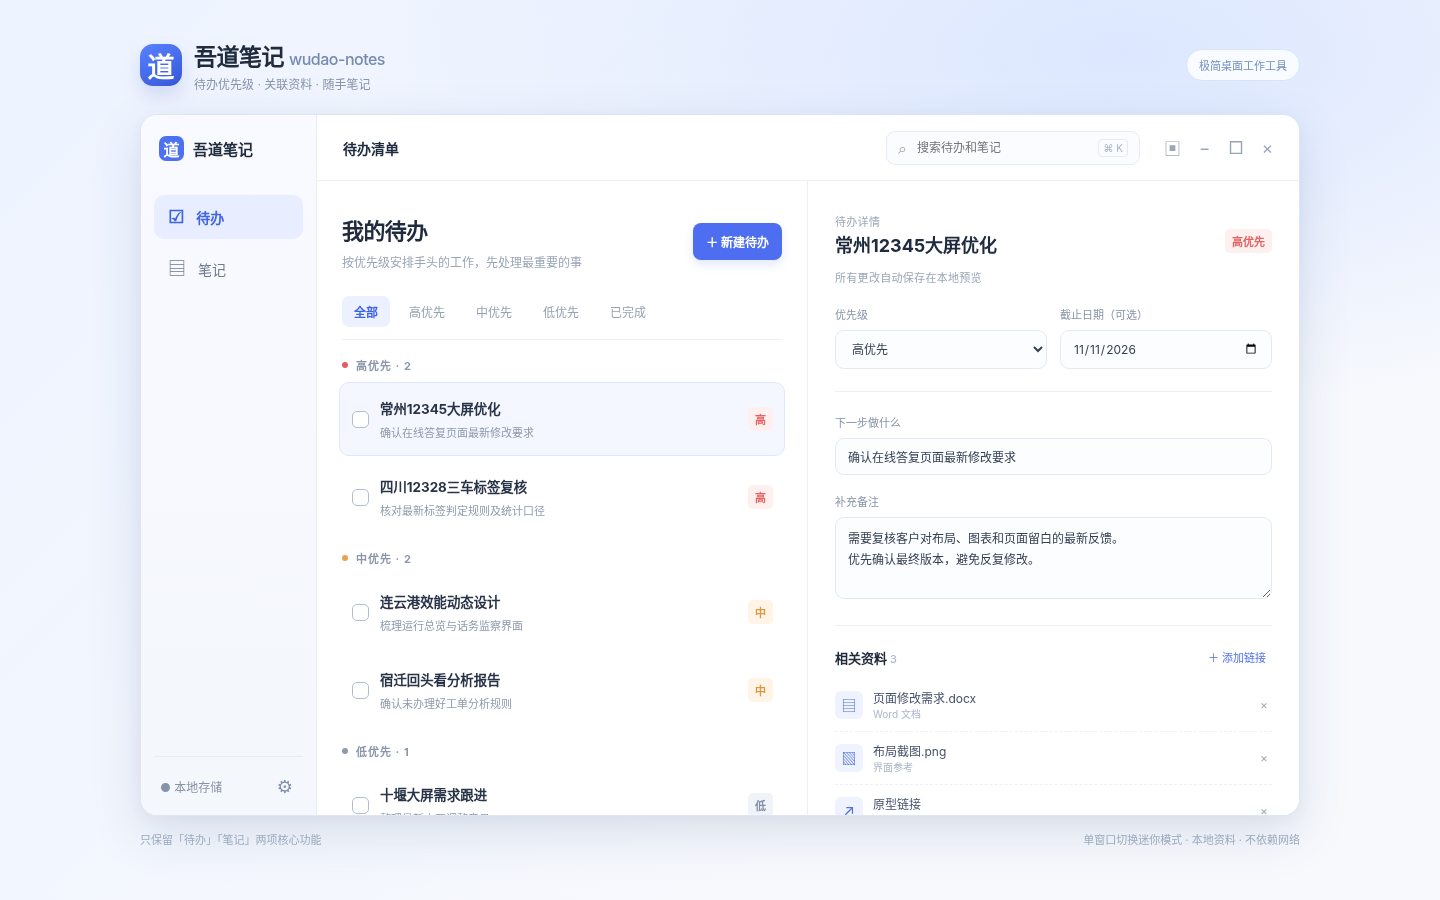 道 吾道笔记 wudao-notes
待办优先级 · 关联资料 · 随手笔记
极简桌面工作工具
道 吾道笔记
待办
笔记
本地存储
待办清单
搜索待办和笔记
⌘ K
我的待办
按优先级安排手头的工作，先处理最重要的事
＋ 新建待办
全部 高优先 中优先 低优先 已完成
高优先 · 2
常州12345大屏优化
确认在线答复页面最新修改要求
高
四川12328三车标签复核
核对最新标签判定规则及统计口径
高
中优先 · 2
连云港效能动态设计
梳理运行总览与话务监察界面
中
宿迁回头看分析报告
确认未办理好工单分析规则
中
低优先 · 1
十堰大屏需求跟进
低
待办详情
常州12345大屏优化
高优先
所有更改自动保存在本地预览
优先级
高优先
截止日期（可选）
11/11/2026
下一步做什么
确认在线答复页面最新修改要求
补充备注
需要复核客户对布局、图表和页面留白的最新反馈。
优先确认最终版本，避免反复修改。
相关资料 3
＋ 添加链接
页面修改需求.docx
Word 文档
布局截图.png
界面参考
原型链接
只保留「待办」「笔记」两项核心功能
单窗口切换迷你模式 · 本地资料 · 不依赖网络